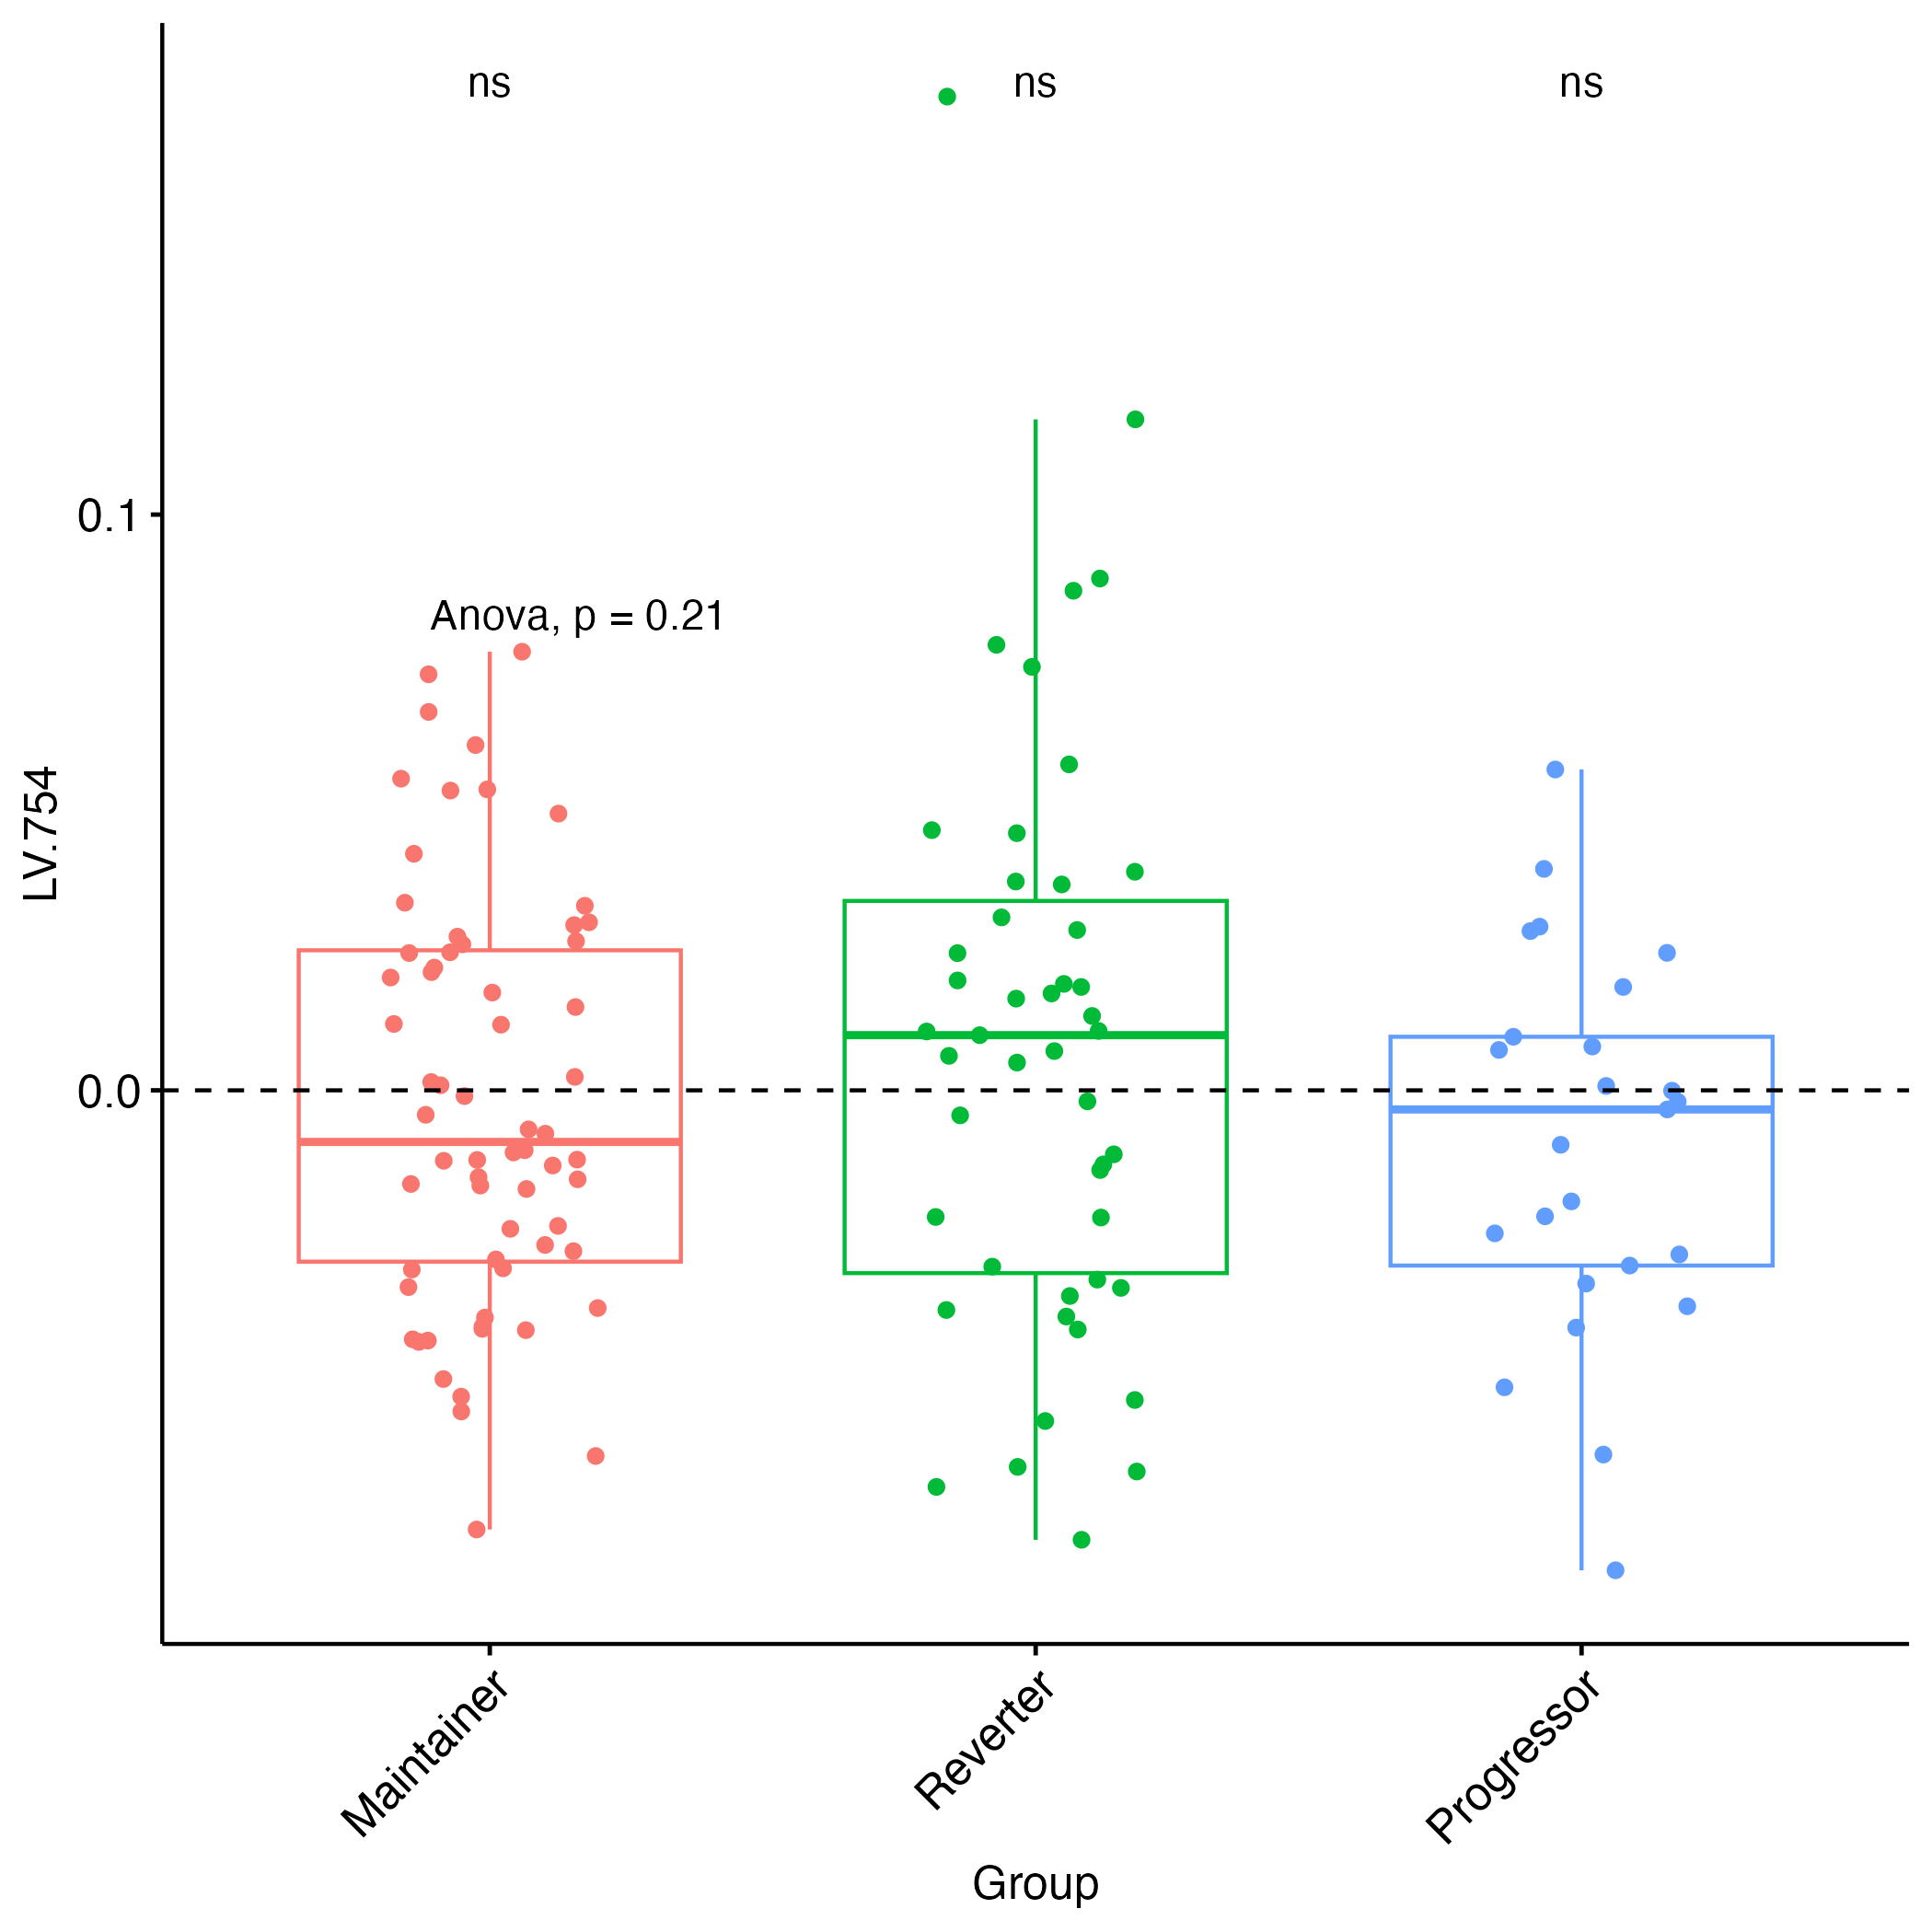 ns ns ns
0.1
Anova, p = 0.21
LV.754
0.0
Maintainer Reverter Progressor
Group